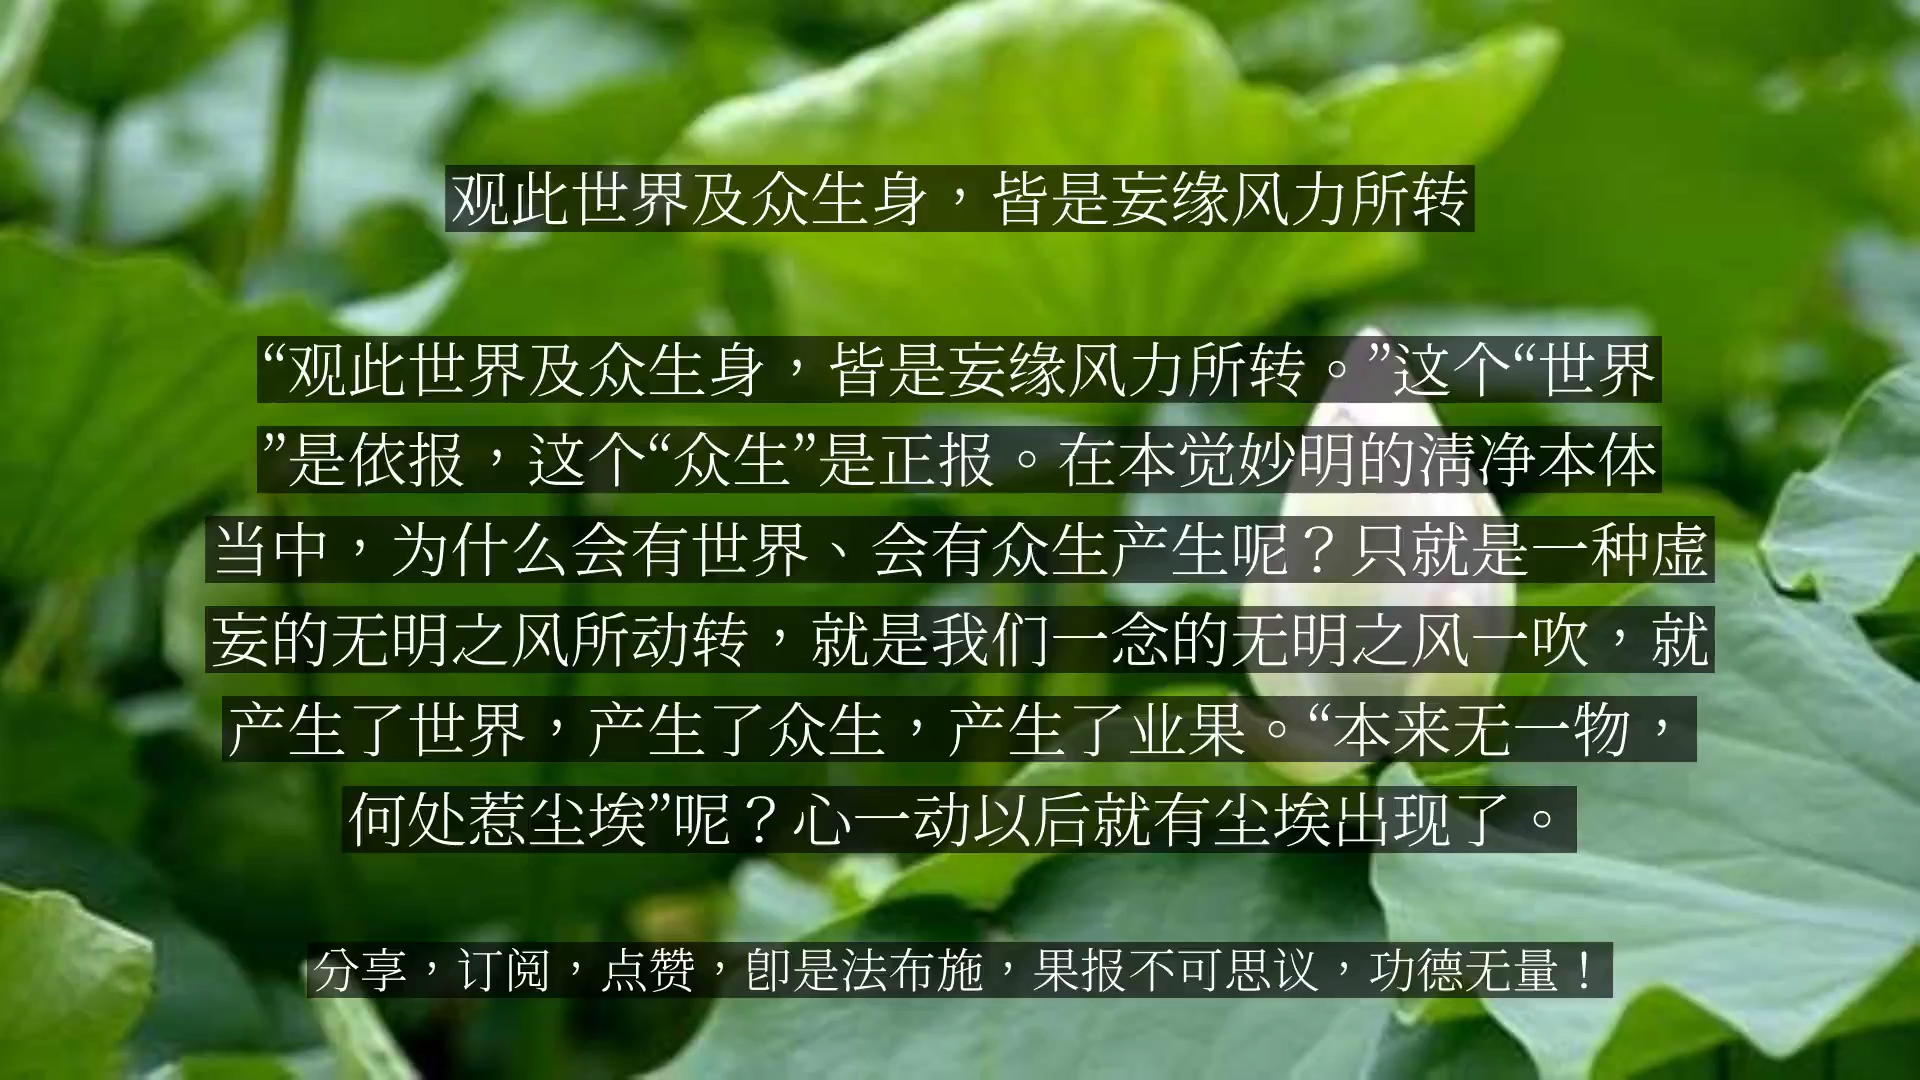 观此世界及众生身，皆是妄缘风力所转
“观此世界及众生身，皆是妄缘风力所转。”这个“世界
”是依报，这个“众生”是正报。在本觉妙明的清净本体
当中，为什么会有世界、会有众生产生呢？只就是一种虚
妄的无明之风所动转，就是我们一念的无明之风一吹，就
产生了世界，产生了众生，产生了业果。“本来无一物，
何处惹尘埃”呢？心一动以后就有尘埃出现了。
分享，订阅，点赞，即是法布施，果报不可思议，功德无量！